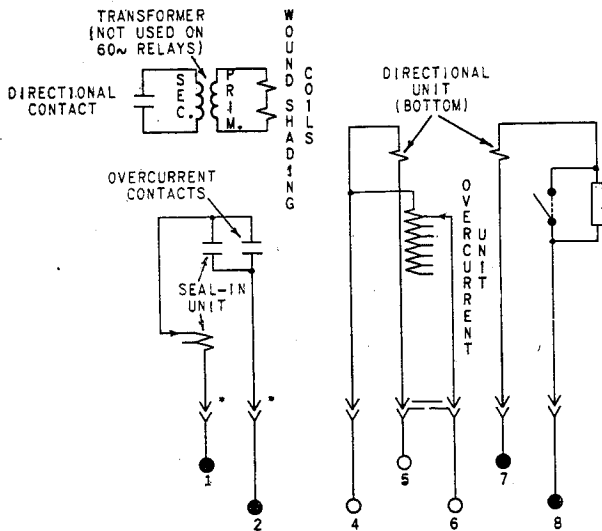 TRANSFORMER
(NOT USED ON
60~ RELAYS)
WOUND SHADING
COILS
DIRECTIONAL
CONTACT
SEC.
PRIM.
DIRECTIONAL
UNIT
(BOTTOM)
OVERCURRENT
CONTACTS
OVERCURRENT
UNIT
SEAL-IN
UNIT
*
*
1
2
4
5
6
7
8